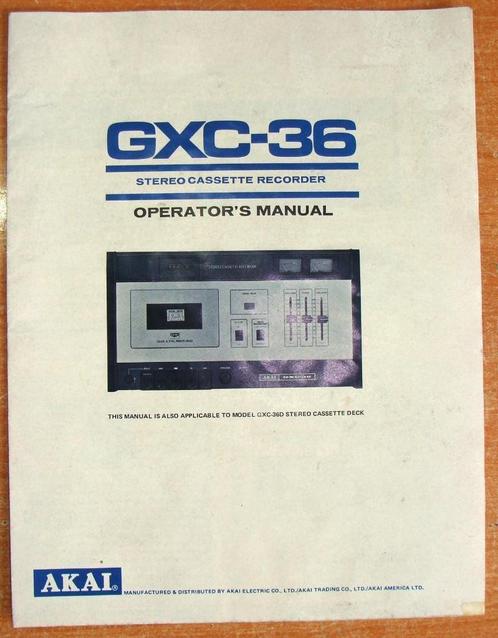 GXC-36
STEREO CASSETTE RECORDER
OPERATOR'S MANUAL
THIS MANUAL IS ALSO APPLICABLE TO MODEL GXC-36D STEREO CASSETTE DECK
AKAI®
MANUFACTURED & DISTRIBUTED BY AKAI ELECTRIC CO., LTD./AKAI TRADING CO., LTD./AKAI AMERICA LTD.